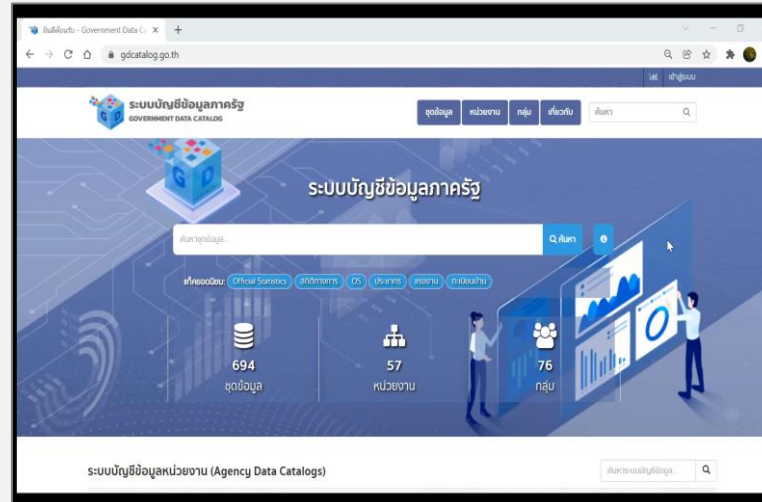 ยินดีต้อนรับ - Government Data Ca
gdcatalog.go.th
เข้าสู่ระบบ
ระบบบัญชีข้อมูลภาครัฐ
GOVERNMENT DATA CATALOG
ชุดข้อมูล หน่วยงาน กลุ่ม เกี่ยวกับ ค้นหา
G D
ระบบบัญชีข้อมูลภาครัฐ
ค้นหาชุดข้อมูล... ค้นหา
แท็คยอดนิยม: Official Statistics สถิติทางการ OS ประชากร แรงงาน ทะเบียนบ้าน
694 57 76
ชุดข้อมูล หน่วยงาน กลุ่ม
ระบบบัญชีข้อมูลหน่วยงาน (Agency Data Catalogs) ค้นหาระบบบัญชีข้อมูล...